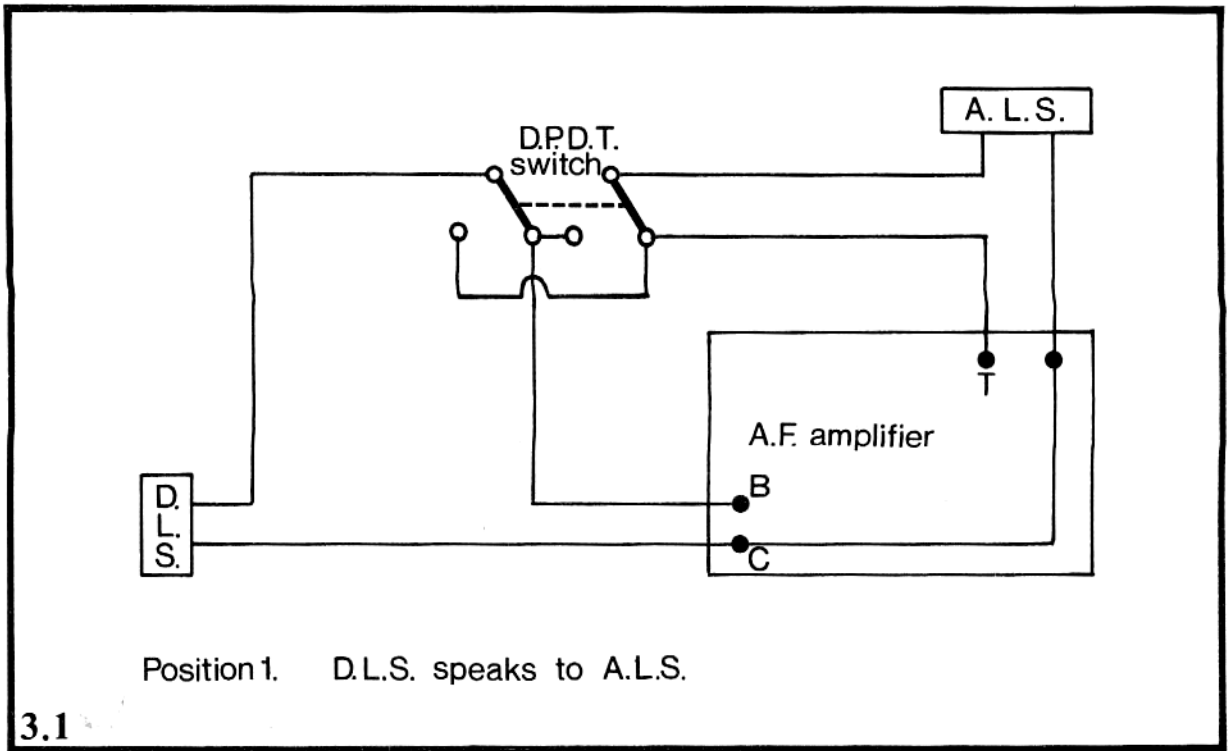 A. L. S.
D.P.D.T.
switch
T
A.F. amplifier
B
D.
L.
S.
C
Position 1. D.L.S. speaks to A.L.S.
3.1